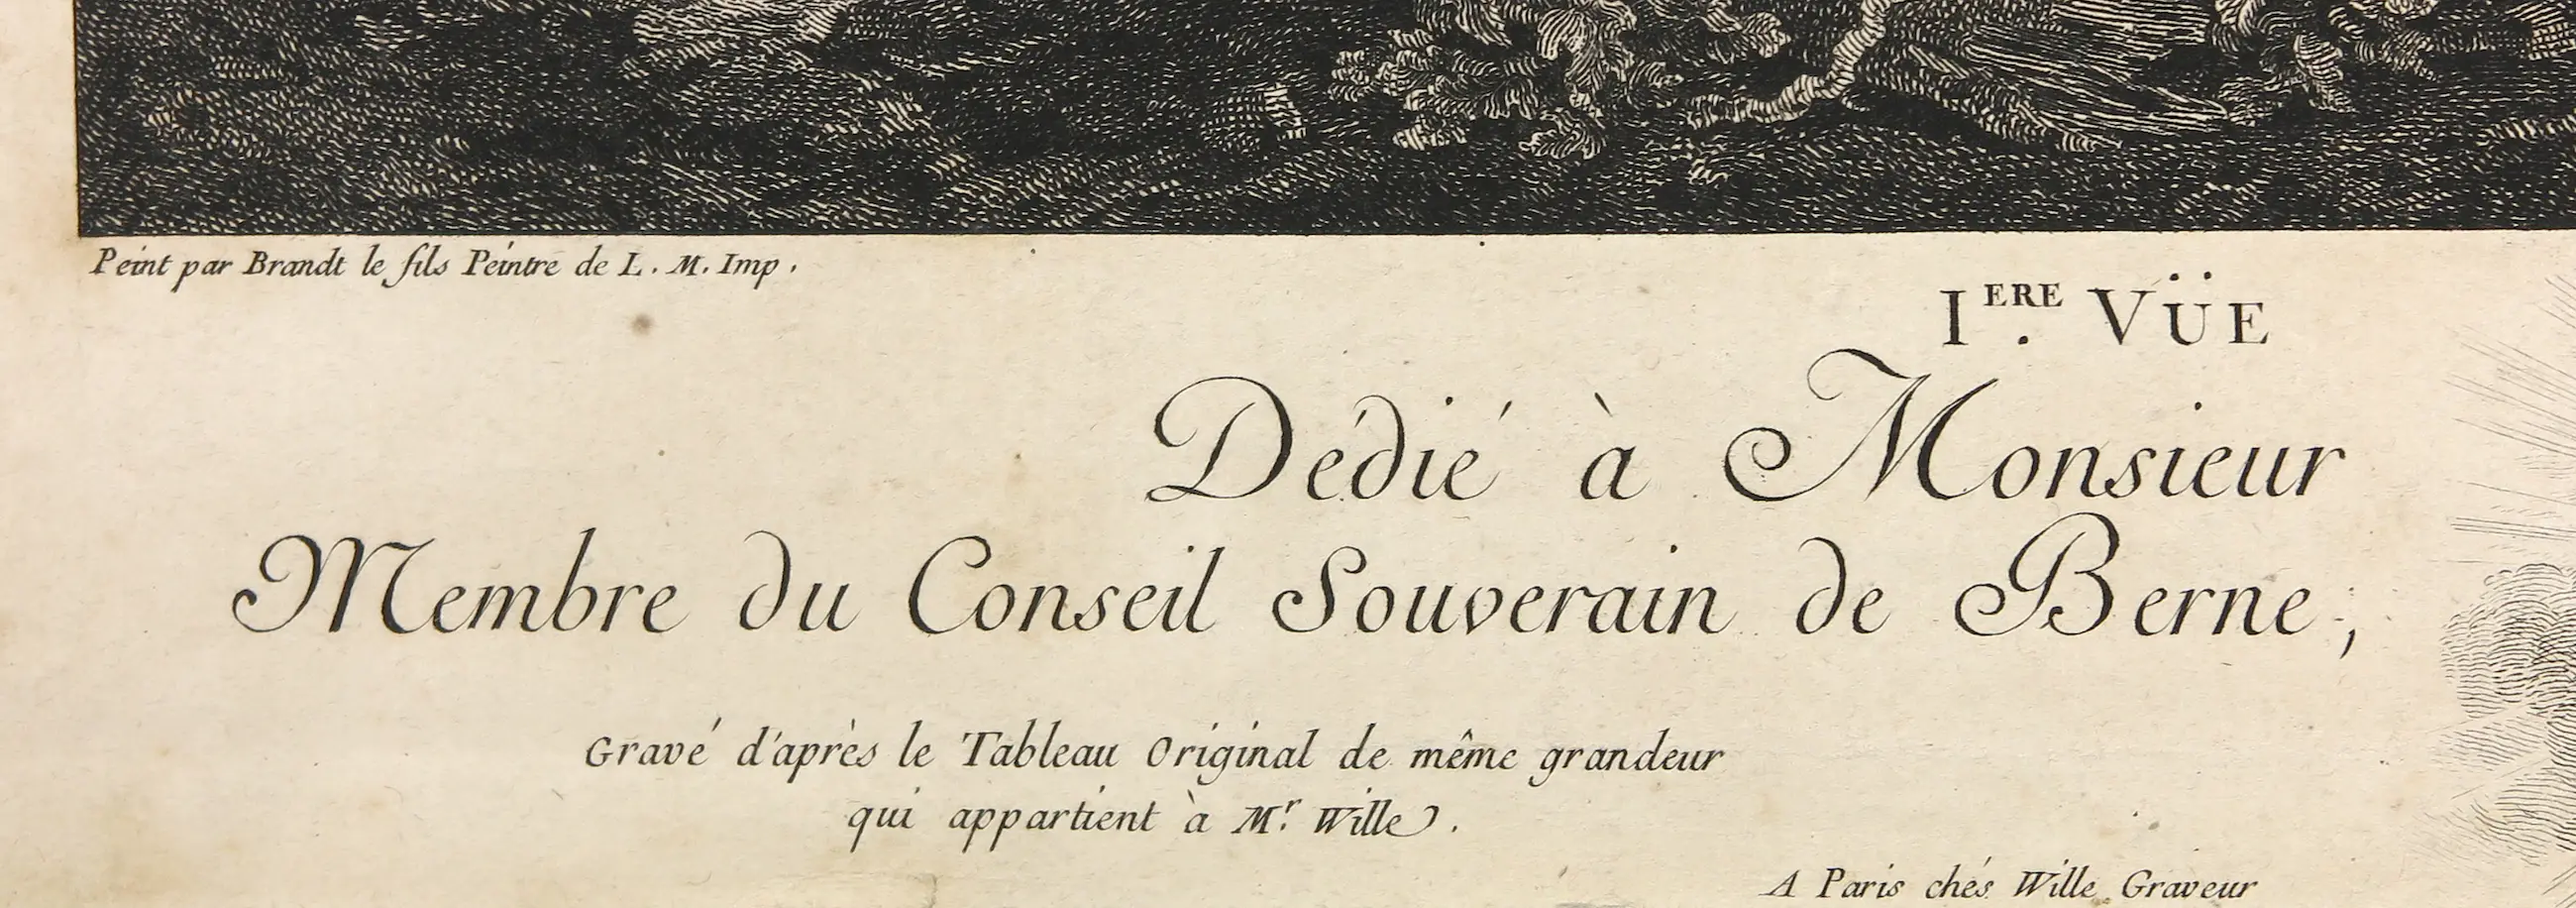 Peint par Brandt le fils Peintre de L. M. Imp.
IERE. VÜE
Dédié à Monsieur
Membre du Conseil Souverain de Berne,
Gravé d'après le Tableau Original de même grandeur
qui appartient à Mr. Wille.
A Paris chés Wille Graveur